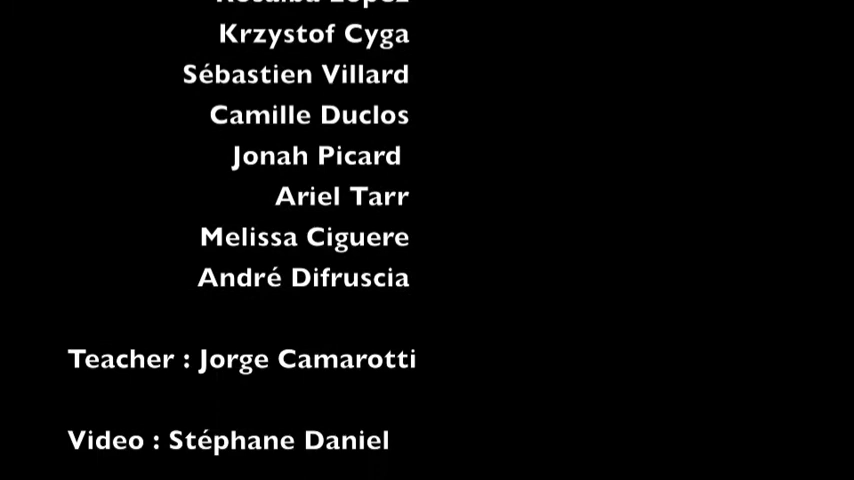 Krzystof Cyga
Sébastien Villard
Camille Duclos
Jonah Picard
Ariel Tarr
Melissa Ciguere
André Difruscia
Teacher : Jorge Camarotti
Video : Stéphane Daniel